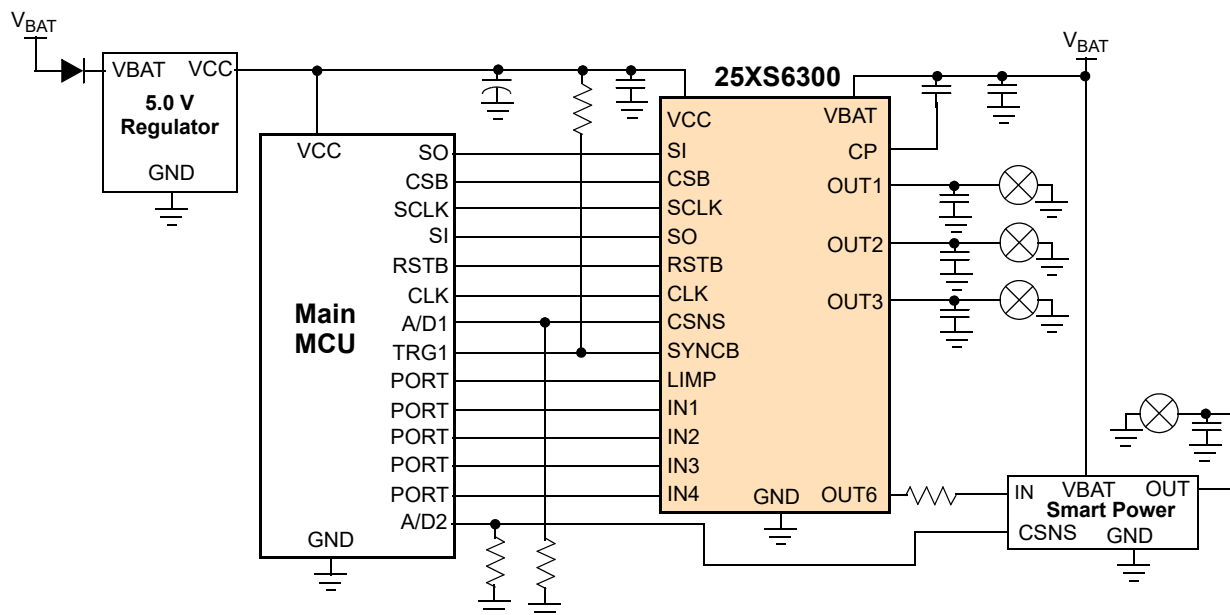 VBAT
VBAT VCC
5.0 V
Regulator
GND
VCC
SO
CSB
SCLK
SI
RSTB
CLK
A/D1
TRG1
PORT
PORT
PORT
PORT
PORT
A/D2
Main
MCU
GND
25XS6300
VCC
SI
CSB
SCLK
SO
RSTB
CLK
CSNS
SYNCB
LIMP
IN1
IN2
IN3
IN4
VBAT
CP
OUT1
OUT2
OUT3
GND
OUT6
VBAT
IN
VBAT
OUT
Smart Power
CSNS
GND